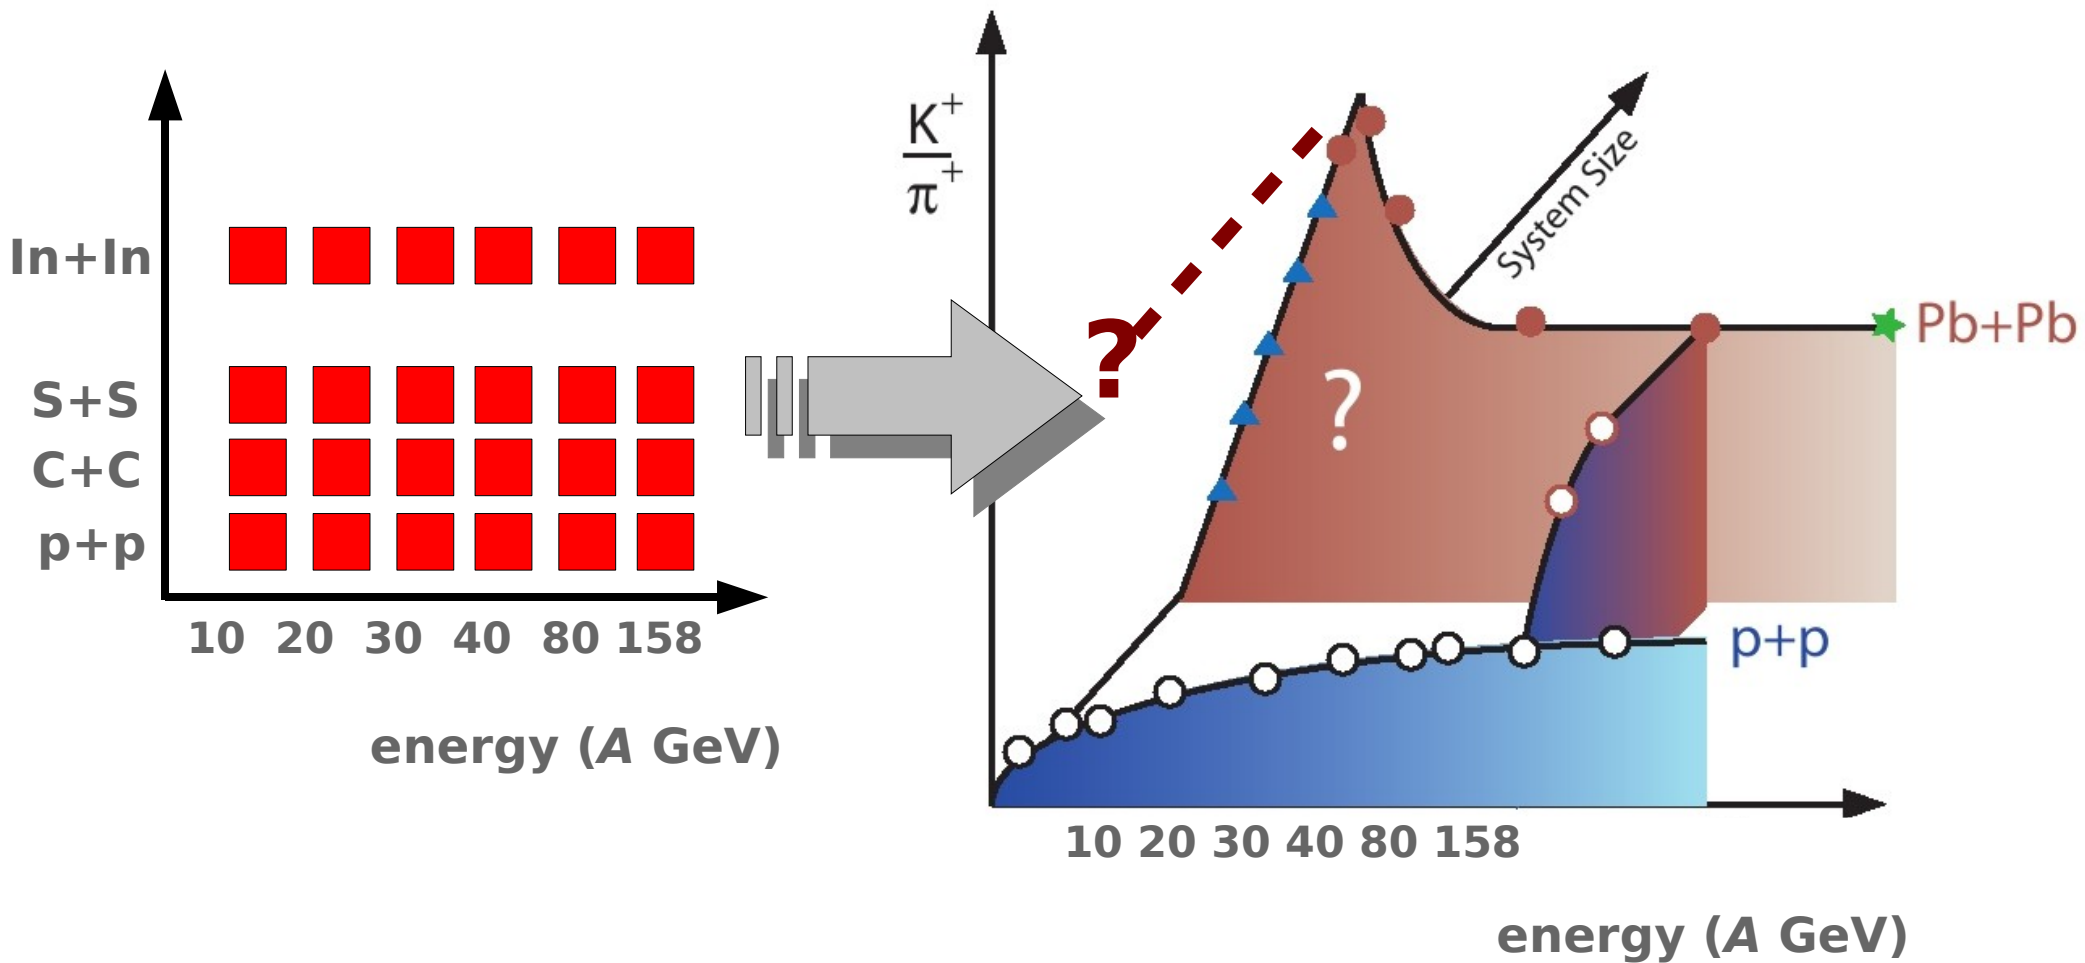 In+In
S+S
C+C
p+p
10 20 30 40 80 158
energy (A GeV)
K+
π+
?
?
System Size
Pb+Pb
p+p
10 20 30 40 80 158
energy (A GeV)